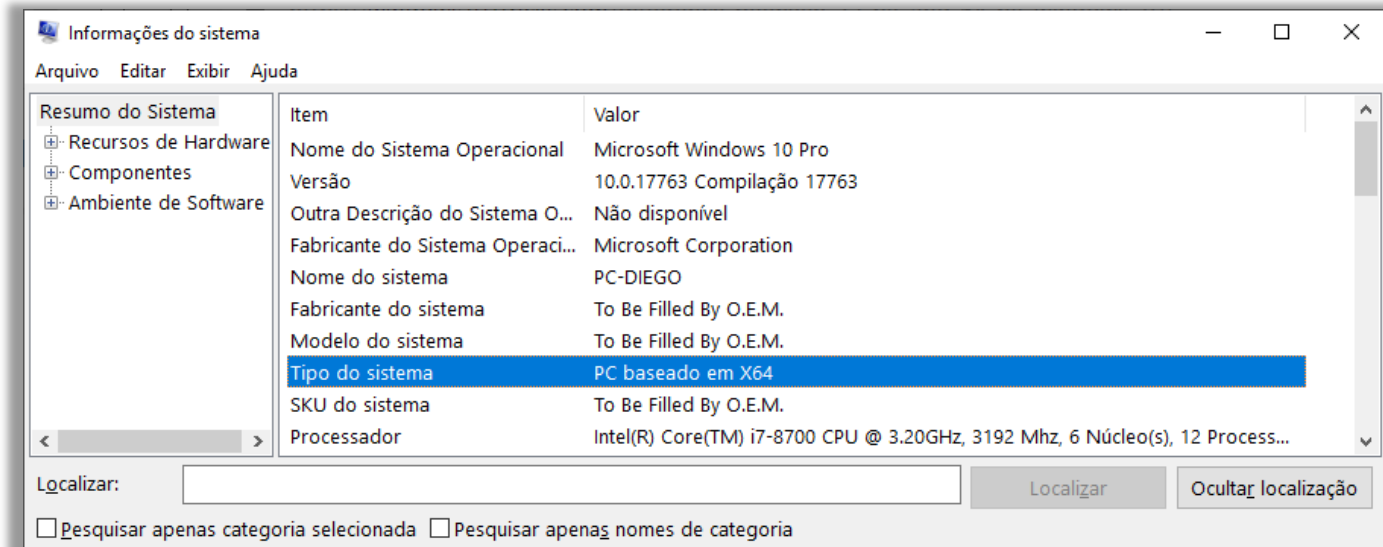 Informações do sistema
Arquivo Editar Exibir Ajuda
Resumo do Sistema
Recursos de Hardware
Componentes
Ambiente de Software
Item Valor
Nome do Sistema Operacional Microsoft Windows 10 Pro
Versão 10.0.17763 Compilação 17763
Outra Descrição do Sistema O... Não disponível
Fabricante do Sistema Operaci... Microsoft Corporation
Nome do sistema PC-DIEGO
Fabricante do sistema To Be Filled By O.E.M.
Modelo do sistema To Be Filled By O.E.M.
Tipo do sistema PC baseado em X64
SKU do sistema To Be Filled By O.E.M.
Processador Intel(R) Core(TM) i7-8700 CPU @ 3.20GHz, 3192 Mhz, 6 Núcleo(s), 12 Process...
Localizar: Localizar Ocultar localização
Pesquisar apenas categoria selecionada Pesquisar apenas nomes de categoria